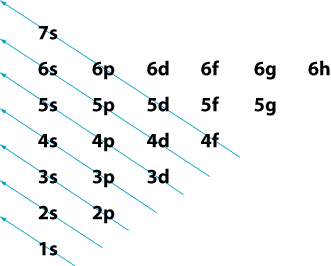 7s
6s 6p 6d 6f 6g 6h
5s 5p 5d 5f 5g
4s 4p 4d 4f
3s 3p 3d
2s 2p
1s